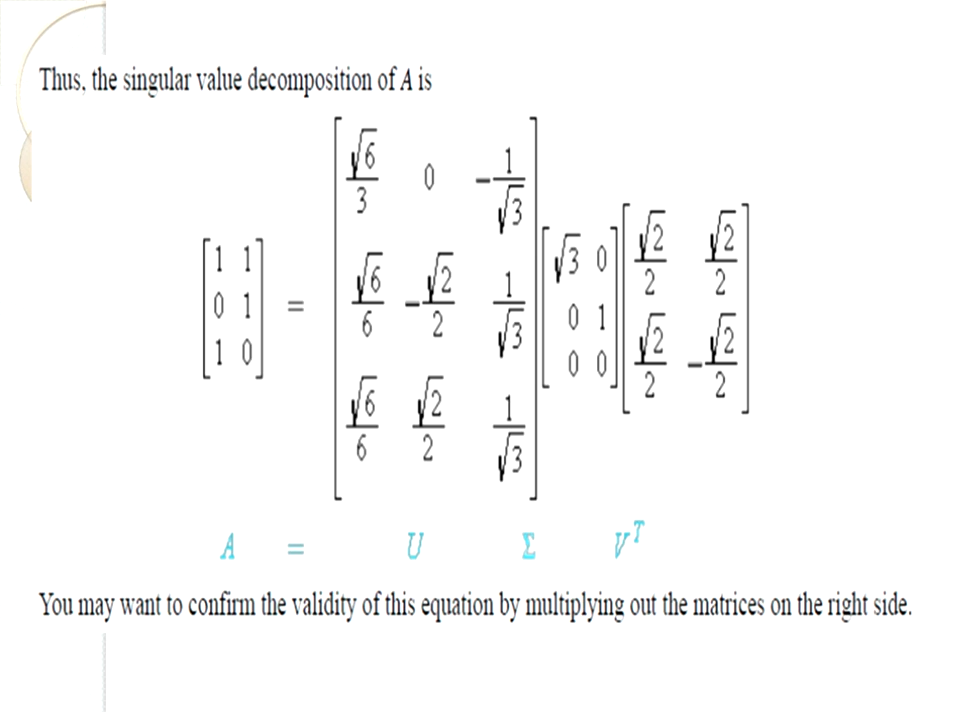 Thus, the singular value decomposition of A is
[1 1; 0 1; 1 0] = [√6/3 0 -1/√3; √6/6 -√2/2 1/√3; √6/6 √2/2 1/√3] [√3 0; 0 1; 0 0] [√2/2 √2/2; √2/2 -√2/2]
A = U Σ V^T
You may want to confirm the validity of this equation by multiplying out the matrices on the right side.